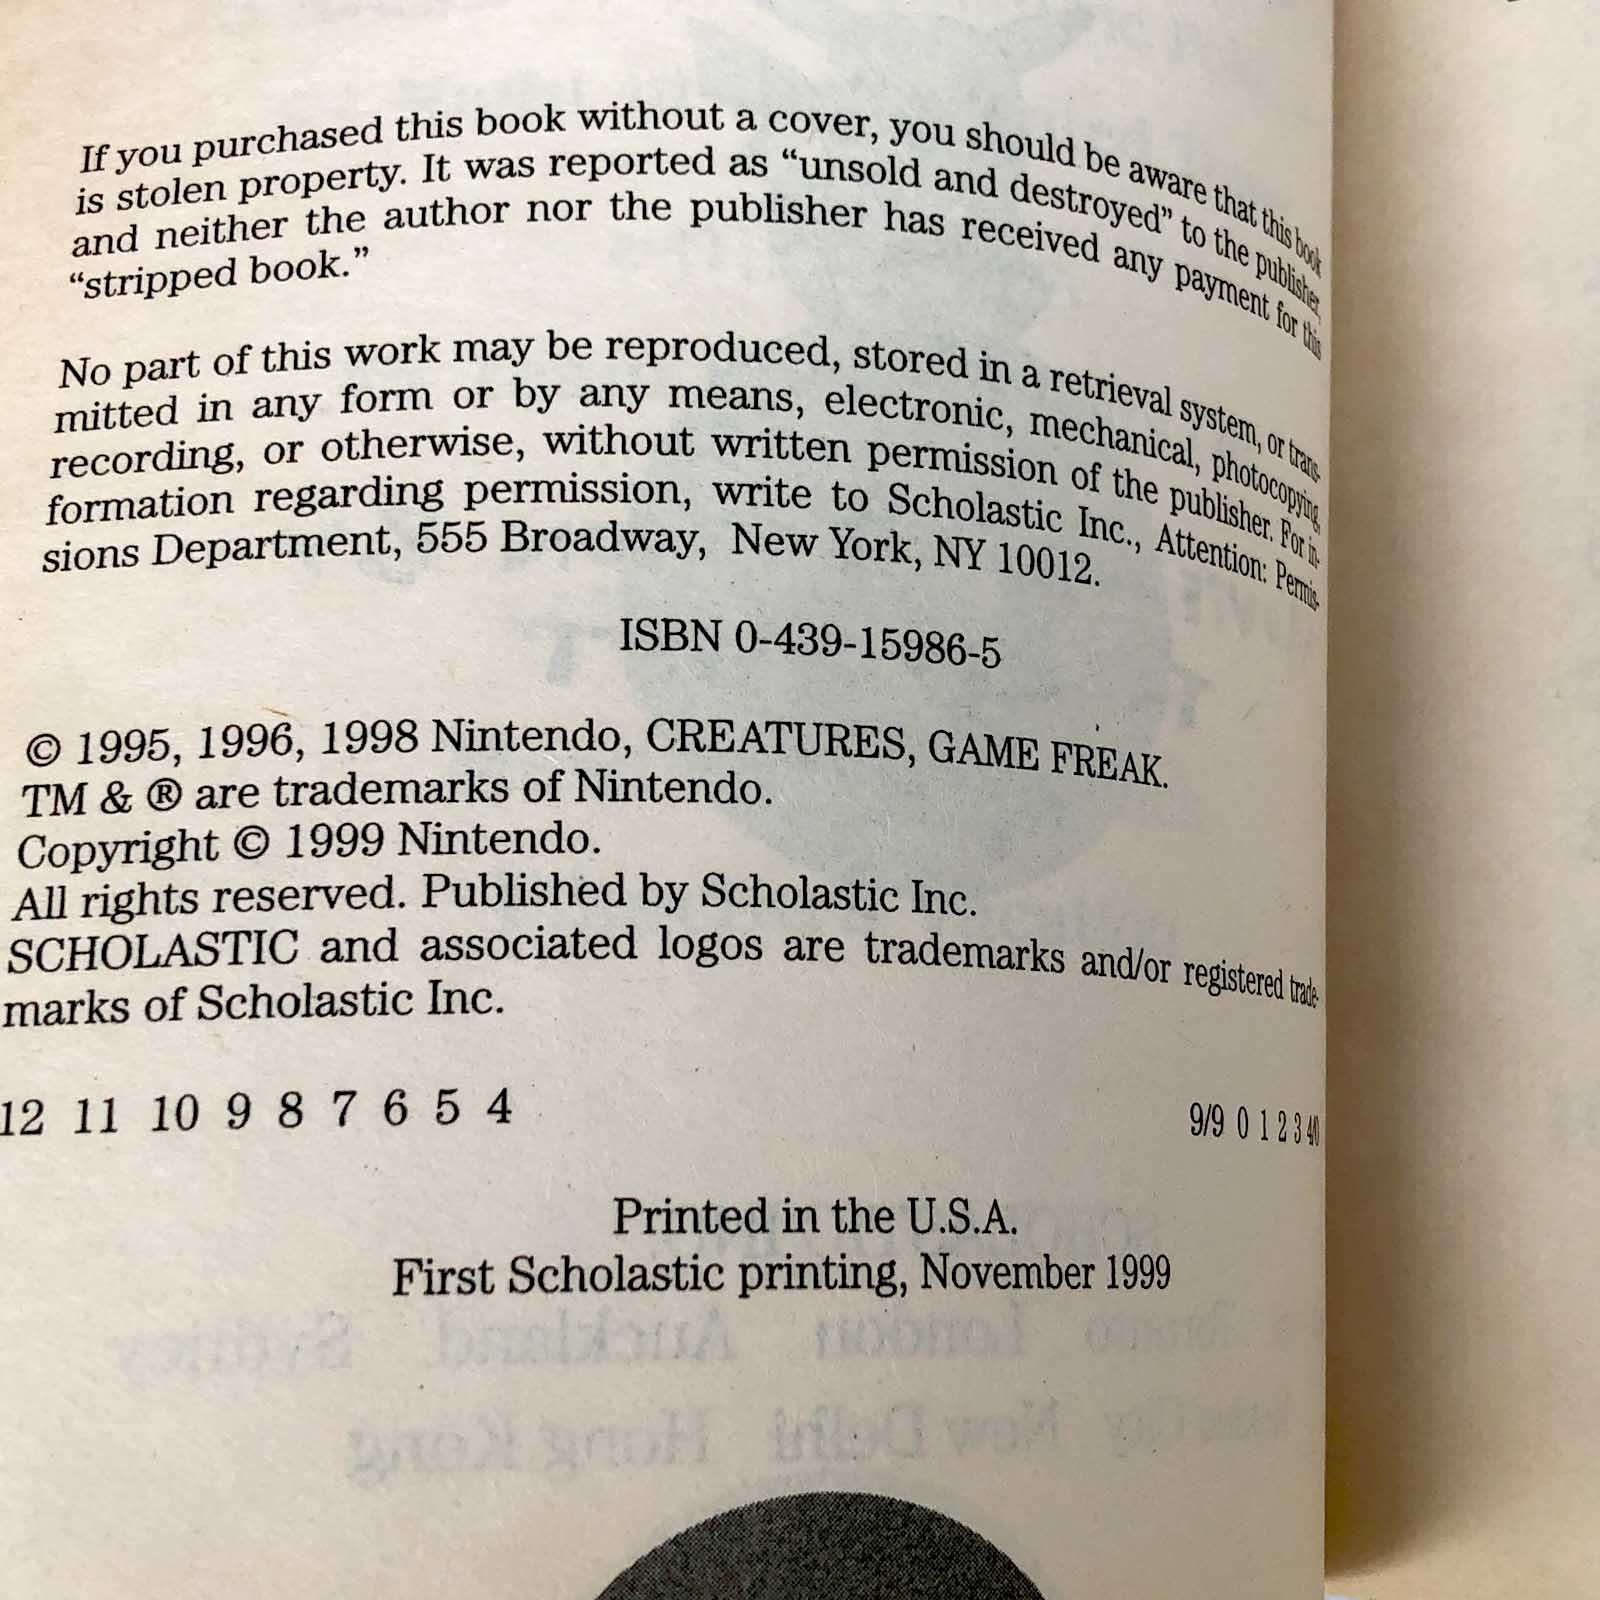 If you purchased this book without a cover, you should be aware that this book
is stolen property. It was reported as “unsold and destroyed” to the publisher,
and neither the author nor the publisher has received any payment for this
“stripped book.”
No part of this work may be reproduced, stored in a retrieval system, or trans-
mitted in any form or by any means, electronic, mechanical, photocopying,
recording, or otherwise, without written permission of the publisher. For in-
formation regarding permission, write to Scholastic Inc., Attention: Permis-
sions Department, 555 Broadway, New York, NY 10012.
ISBN 0-439-15986-5
© 1995, 1996, 1998 Nintendo, CREATURES, GAME FREAK.
TM & ® are trademarks of Nintendo.
Copyright © 1999 Nintendo.
All rights reserved. Published by Scholastic Inc.
SCHOLASTIC and associated logos are trademarks and/or registered trade-
marks of Scholastic Inc.
12 11 10 9 8 7 6 5 4 9/9 0 1 2 3 4/0
Printed in the U.S.A.
First Scholastic printing, November 1999